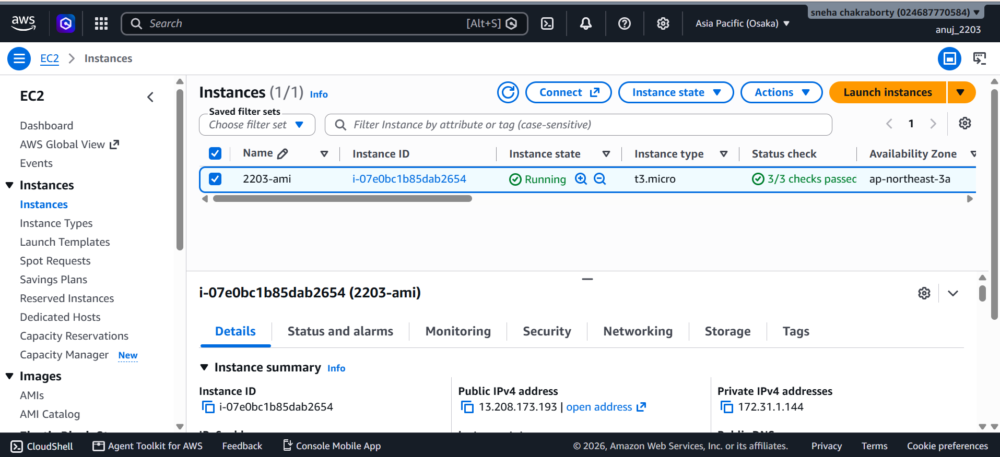 aws
Search [Alt+S]
Asia Pacific (Osaka)
sneha chakraborty (024687770584)
anuj_2203
EC2
Instances
EC2
Dashboard
AWS Global View
Events
Instances
Instances
Instance Types
Launch Templates
Spot Requests
Savings Plans
Reserved Instances
Dedicated Hosts
Capacity Reservations
Capacity Manager New
Images
AMIs
AMI Catalog
Instances (1/1) Info
Connect
Instance state
Actions
Launch instances
Saved filter sets
Choose filter set
Filter Instance by attribute or tag (case-sensitive)
1
Name Instance ID Instance state Instance type Status check Availability Zone
2203-ami i-07e0bc1b85dab2654 Running t3.micro 3/3 checks passed ap-northeast-3a
i-07e0bc1b85dab2654 (2203-ami)
Details Status and alarms Monitoring Security Networking Storage Tags
Instance summary Info
Instance ID
i-07e0bc1b85dab2654
Public IPv4 address
13.208.173.193 | open address
Private IPv4 addresses
172.31.1.144
CloudShell Agent Toolkit for AWS Feedback Console Mobile App © 2026, Amazon Web Services, Inc. or its affiliates. Privacy Terms Cookie preferences